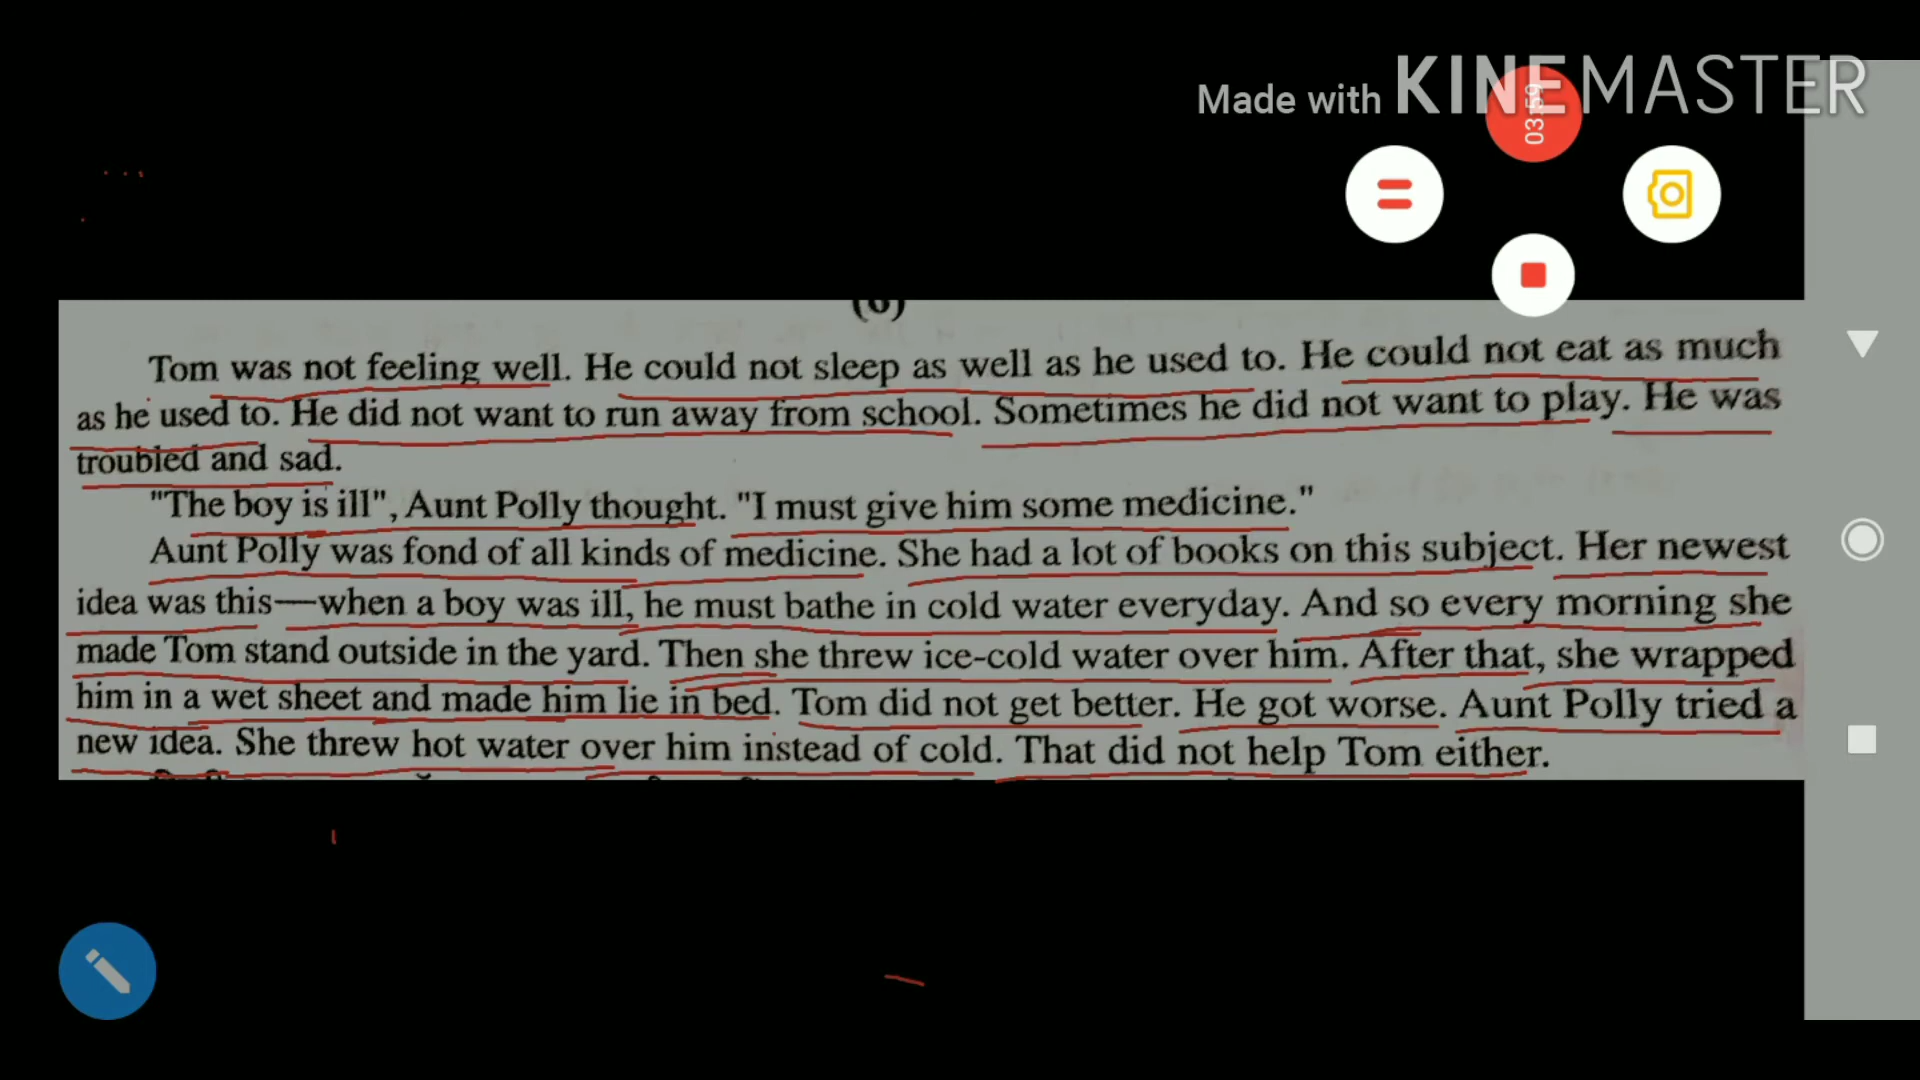 Made with KINEMASTER
03:59
(6)
Tom was not feeling well. He could not sleep as well as he used to. He could not eat as much
as he used to. He did not want to run away from school. Sometimes he did not want to play. He was
troubled and sad.
"The boy is ill", Aunt Polly thought. "I must give him some medicine."
Aunt Polly was fond of all kinds of medicine. She had a lot of books on this subject. Her newest
idea was this—when a boy was ill, he must bathe in cold water everyday. And so every morning she
made Tom stand outside in the yard. Then she threw ice-cold water over him. After that, she wrapped
him in a wet sheet and made him lie in bed. Tom did not get better. He got worse. Aunt Polly tried a
new idea. She threw hot water over him instead of cold. That did not help Tom either.